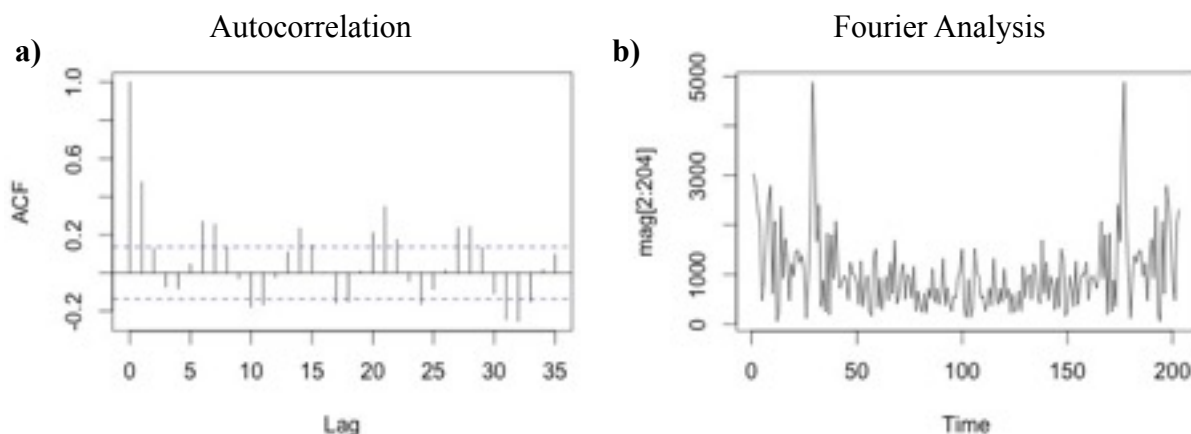 Autocorrelation
Fourier Analysis
a)
b)
ACF
1.0
0.6
0.2
-0.2
0 5 10 15 20 25 30 35
Lag
mag[2:204]
5000
3000
1000
0
0 50 100 150 200
Time